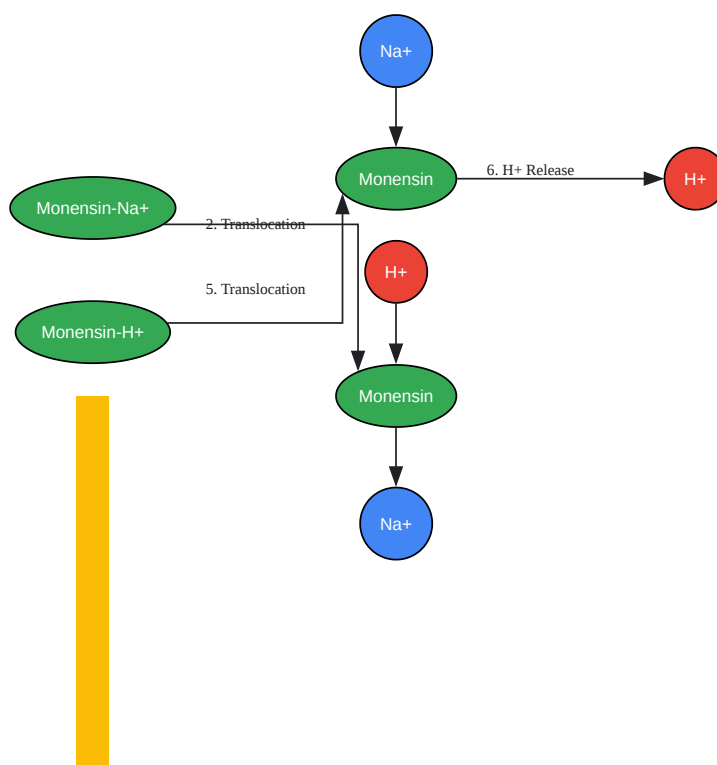 Na+
Monensin
6. H+ Release
H+
Monensin-Na+
2. Translocation
H+
5. Translocation
Monensin-H+
Monensin
Na+